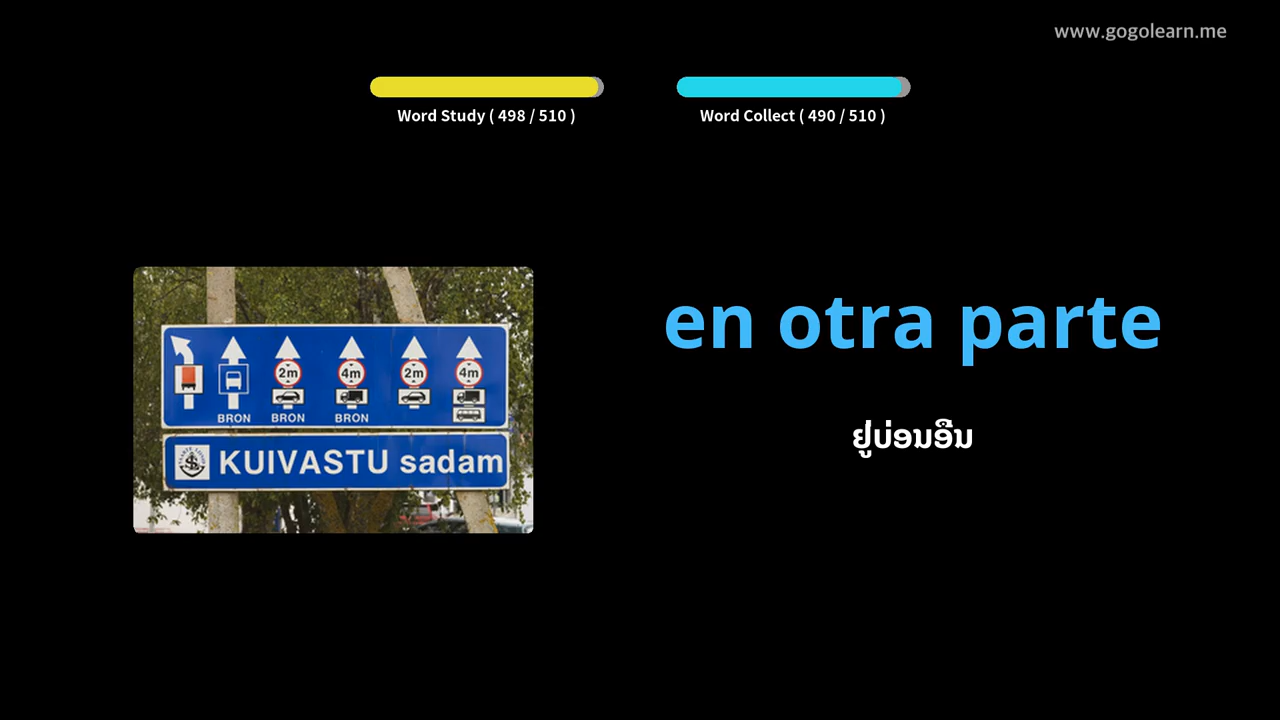 www.gogolearn.me
Word Study ( 498 / 510 )
Word Collect ( 490 / 510 )
en otra parte
ຢູ່ບ່ອນອື່ນ
2m 4m 2m 4m
BRON BRON BRON
KUIVASTU sadam